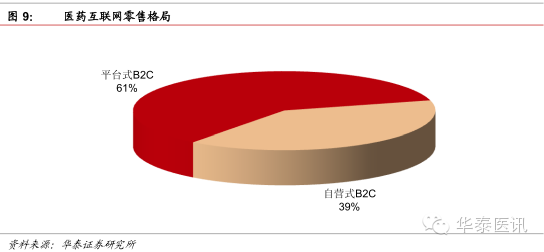 图 9: 医药互联网零售格局
平台式B2C
61%
自营式B2C
39%
华泰医讯
资料来源：华泰证券研究所